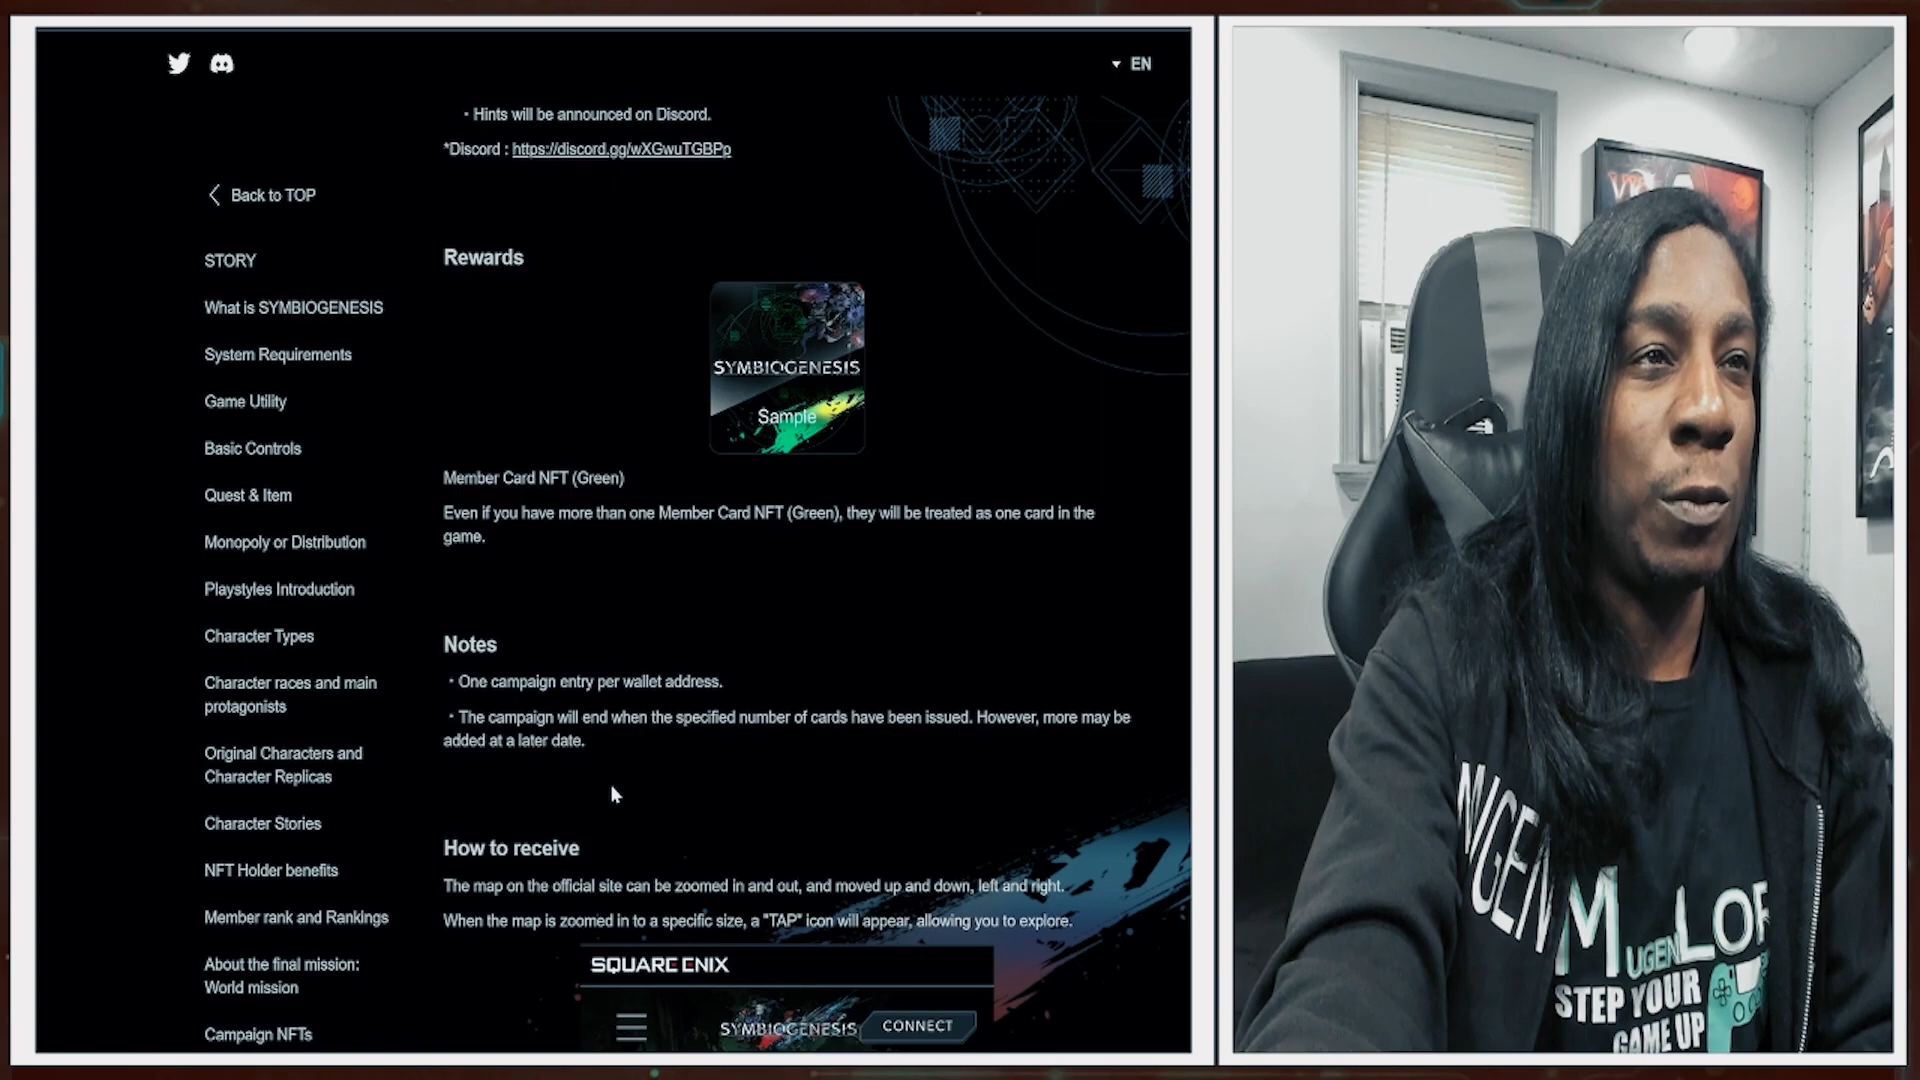 EN
・Hints will be announced on Discord.
*Discord : https://discord.gg/wXGwuTGBPp
Back to TOP
STORY
What is SYMBIOGENESIS
System Requirements
Game Utility
Basic Controls
Quest & Item
Monopoly or Distribution
Playstyles Introduction
Character Types
Character races and main
protagonists
Original Characters and
Character Replicas
Character Stories
NFT Holder benefits
Member rank and Rankings
About the final mission:
World mission
Campaign NFTs
Rewards
SYMBIOGENESIS
Sample
Member Card NFT (Green)
Even if you have more than one Member Card NFT (Green), they will be treated as one card in the
game.
Notes
・One campaign entry per wallet address.
・The campaign will end when the specified number of cards have been issued. However, more may be
added at a later date.
How to receive
The map on the official site can be zoomed in and out, and moved up and down, left and right.
When the map is zoomed in to a specific size, a "TAP" icon will appear, allowing you to explore.
SQUARE ENIX
SYMBIOGENESIS
CONNECT
STEP YOUR
GAME UP